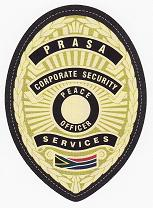 PRASA
CORPORATE SECURITY
PEACE
OFFICER
SERVICES